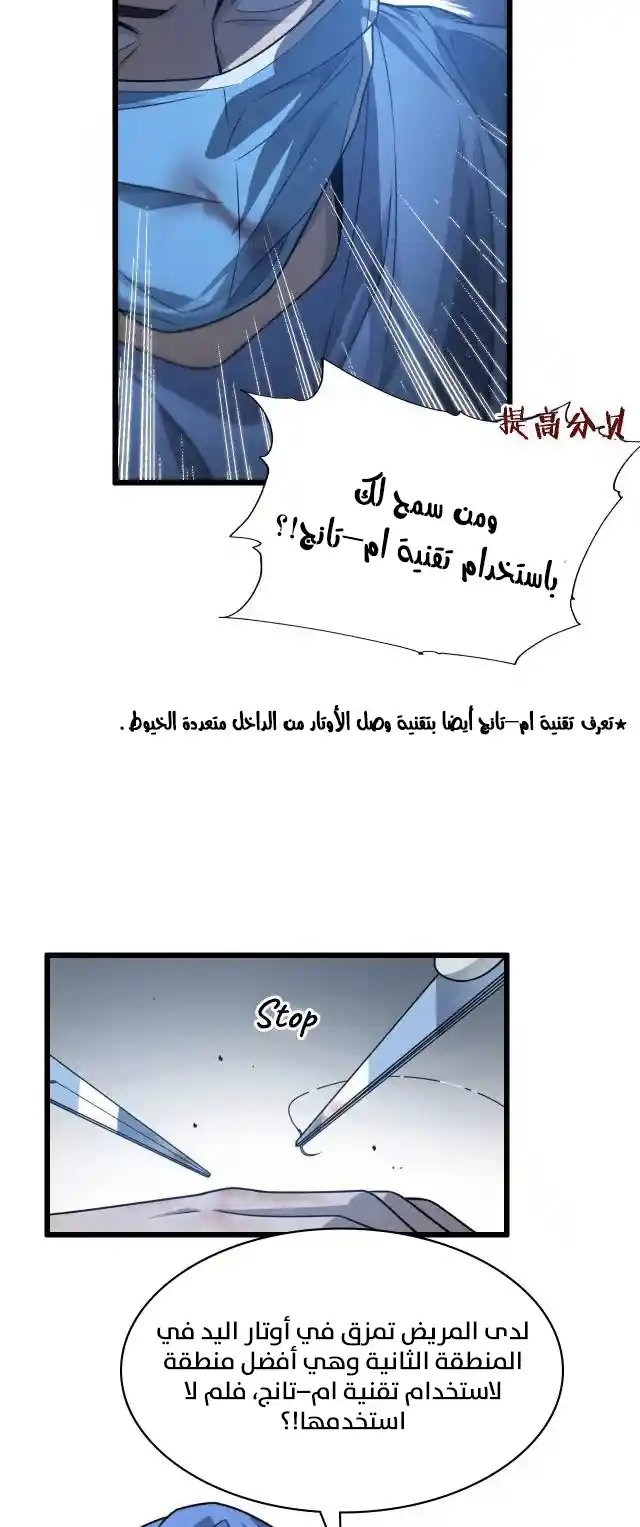 提高分贝
ومن سمح لك
باستخدام تقنية ام-تانج!؟
*تعرف تقنية ام-تانج أيضا بتقنية وصل الأوتار من الداخل متعددة الخيوط .
Stop
لدى المريض تمزق في أوتار اليد في
المنطقة الثانية وهي أفضل منطقة
لاستخدام تقنية ام-تانج، فلم لا
استخدمها!؟